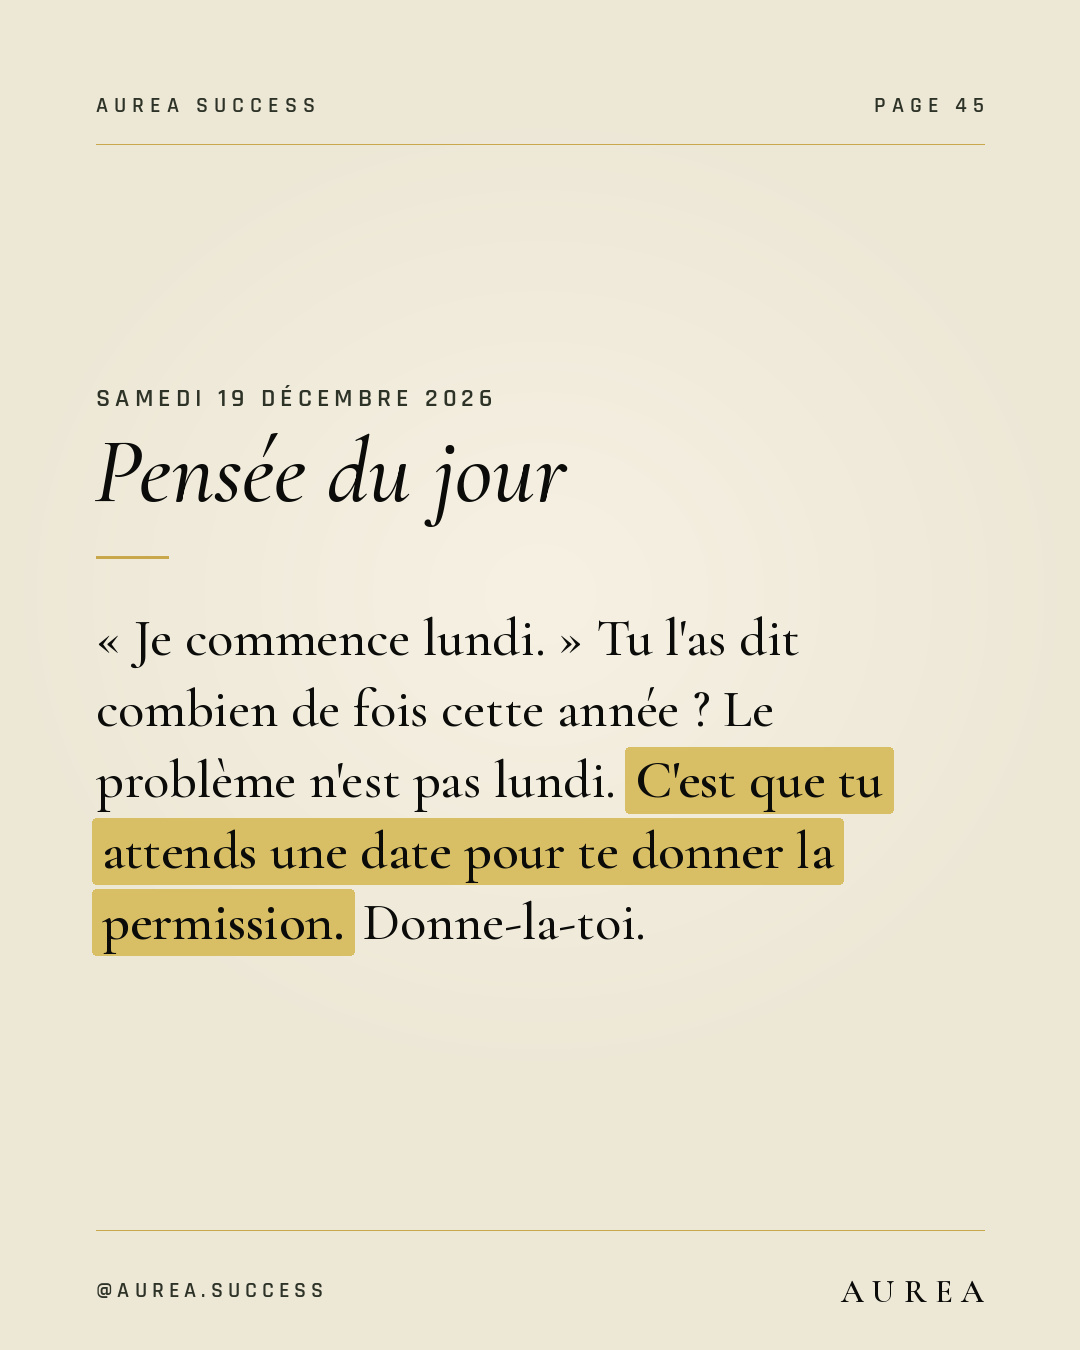 AUREA SUCCESS
PAGE 45
SAMEDI 19 DÉCEMBRE 2026
Pensée du jour
« Je commence lundi. » Tu l'as dit
combien de fois cette année ? Le
problème n'est pas lundi. C'est que tu
attends une date pour te donner la
permission. Donne-la-toi.
@AUREA.SUCCESS
AUREA